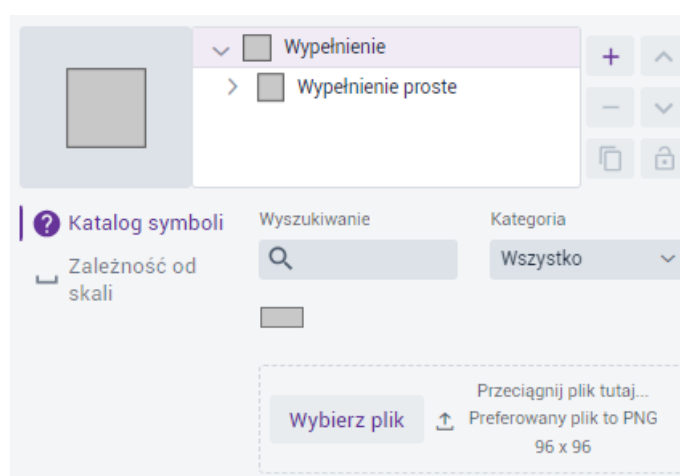 Wypełnienie
Wypełnienie proste
Katalog symboli
Zależność od
skali
Wyszukiwanie
Kategoria
Wszystko
Wybierz plik
Przeciągnij plik tutaj...
Preferowany plik to PNG
96 x 96